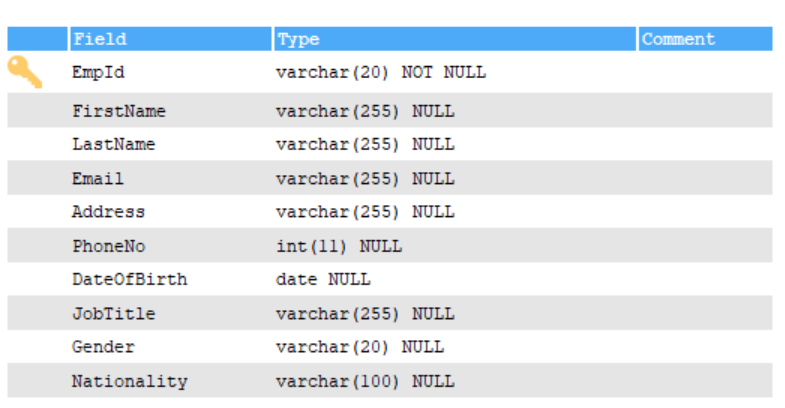 Field Type Comment
EmpId varchar(20) NOT NULL
FirstName varchar(255) NULL
LastName varchar(255) NULL
Email varchar(255) NULL
Address varchar(255) NULL
PhoneNo int(11) NULL
DateOfBirth date NULL
JobTitle varchar(255) NULL
Gender varchar(20) NULL
Nationality varchar(100) NULL